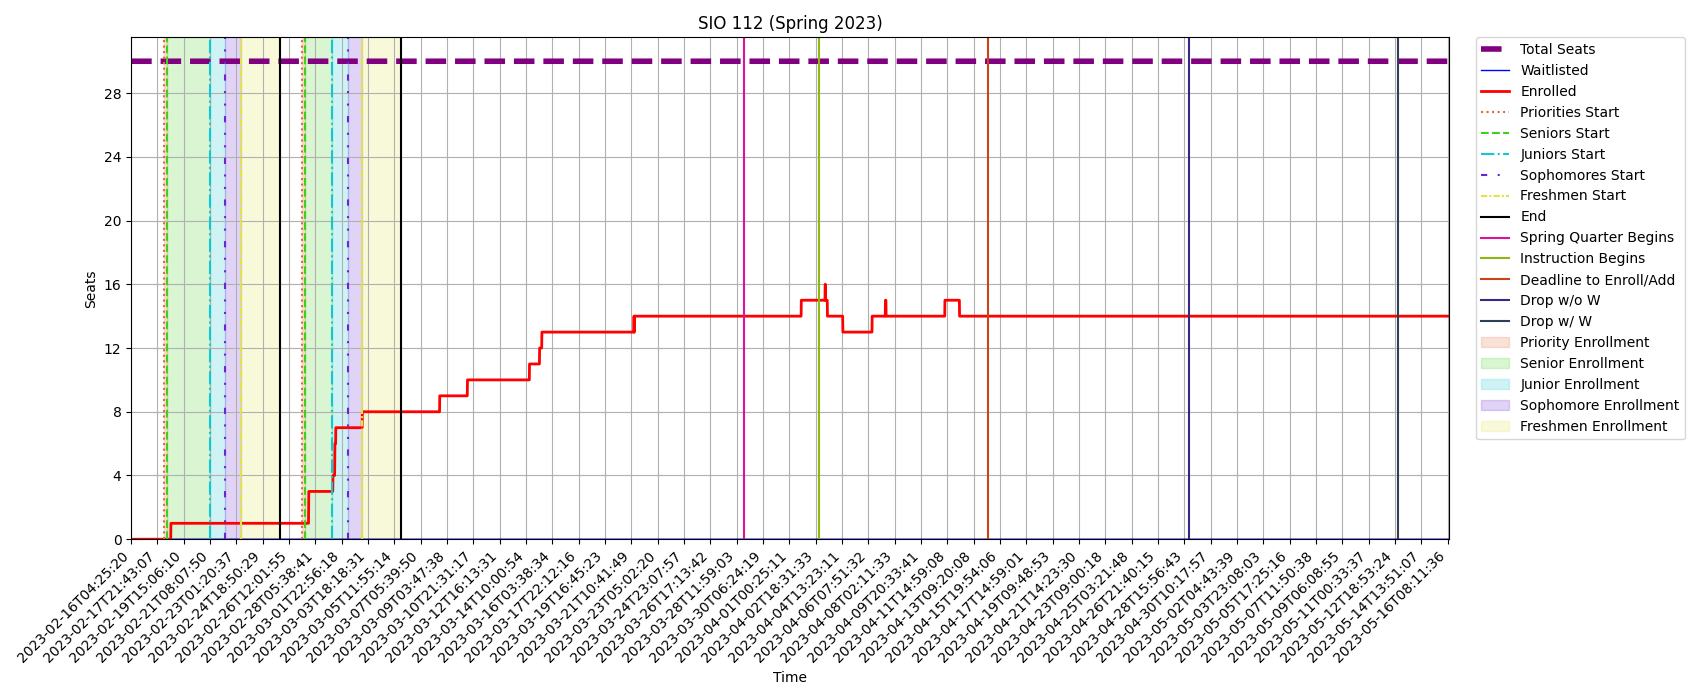 SIO 112 (Spring 2023)
28
24
20
16
12
8
4
0
Seats
2023-02-16T04:25:20
2023-02-17T21:43:07
2023-02-19T15:06:10
2023-02-21T08:07:50
2023-02-23T01:20:37
2023-02-24T18:50:29
2023-02-26T12:01:55
2023-02-28T05:38:41
2023-03-01T22:56:18
2023-03-03T18:18:31
2023-03-05T11:55:14
2023-03-07T05:39:50
2023-03-09T03:47:38
2023-03-10T21:31:17
2023-03-12T16:13:31
2023-03-14T10:00:54
2023-03-16T03:38:34
2023-03-17T22:12:16
2023-03-19T16:45:23
2023-03-21T10:41:49
2023-03-23T05:02:20
2023-03-24T23:07:57
2023-03-26T17:13:42
2023-03-28T11:59:03
2023-03-30T06:24:19
2023-04-01T00:25:11
2023-04-02T18:31:33
2023-04-04T13:23:11
2023-04-06T07:51:32
2023-04-08T02:11:33
2023-04-09T20:33:41
2023-04-11T14:59:08
2023-04-13T09:20:08
2023-04-15T19:54:06
2023-04-17T14:59:01
2023-04-19T09:48:53
2023-04-21T14:23:30
2023-04-23T09:00:18
2023-04-25T03:21:48
2023-04-26T21:40:15
2023-04-28T15:56:43
2023-04-30T10:17:57
2023-05-02T04:43:39
2023-05-03T23:08:03
2023-05-05T17:25:16
2023-05-07T11:50:38
2023-05-09T06:08:55
2023-05-11T00:33:37
2023-05-12T18:53:24
2023-05-14T13:51:07
2023-05-16T08:11:36
Time
Total Seats
Waitlisted
Enrolled
Priorities Start
Seniors Start
Juniors Start
Sophomores Start
Freshmen Start
End
Spring Quarter Begins
Instruction Begins
Deadline to Enroll/Add
Drop w/o W
Drop w/ W
Priority Enrollment
Senior Enrollment
Junior Enrollment
Sophomore Enrollment
Freshmen Enrollment